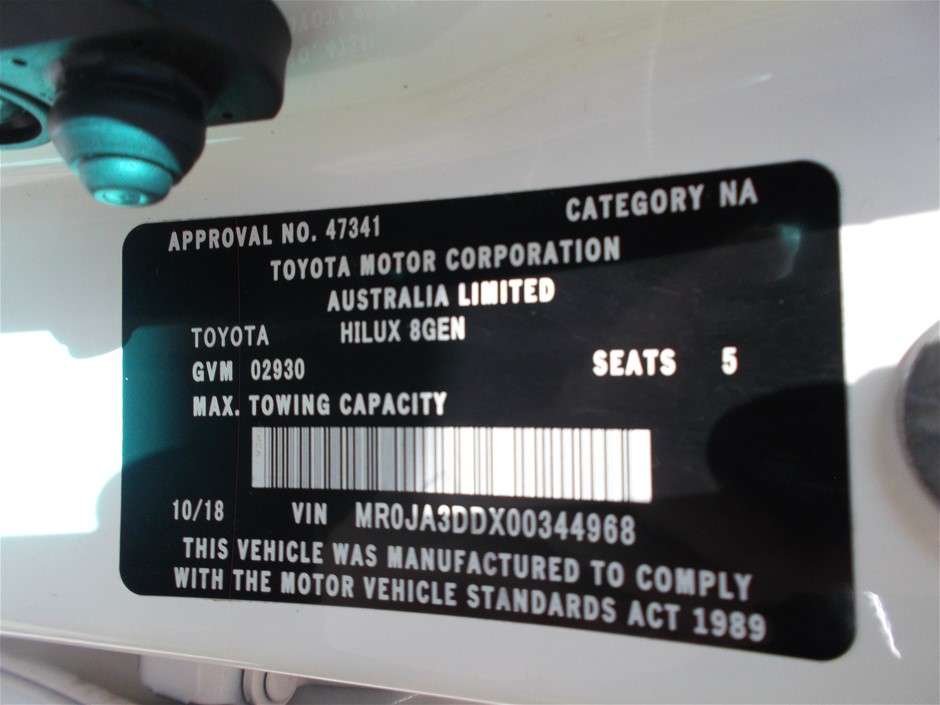 APPROVAL NO. 47341 CATEGORY NA
TOYOTA MOTOR CORPORATION
AUSTRALIA LIMITED
TOYOTA HILUX 8GEN
GVM 02930 SEATS 5
MAX. TOWING CAPACITY
10/18 VIN MR0JA3DDX00344968
THIS VEHICLE WAS MANUFACTURED TO COMPLY
WITH THE MOTOR VEHICLE STANDARDS ACT 1989